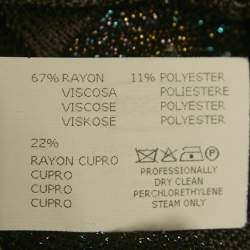 67% RAYON 11% POLYESTER
VISCOSA POLIESTERE
VISCOSE POLYESTER
VISKOSE POLYESTER
22%
RAYON CUPRO
CUPRO
CUPRO
CUPRO
P
PROFESSIONALLY
DRY CLEAN
PERCHLORETHYLENE
STEAM ONLY